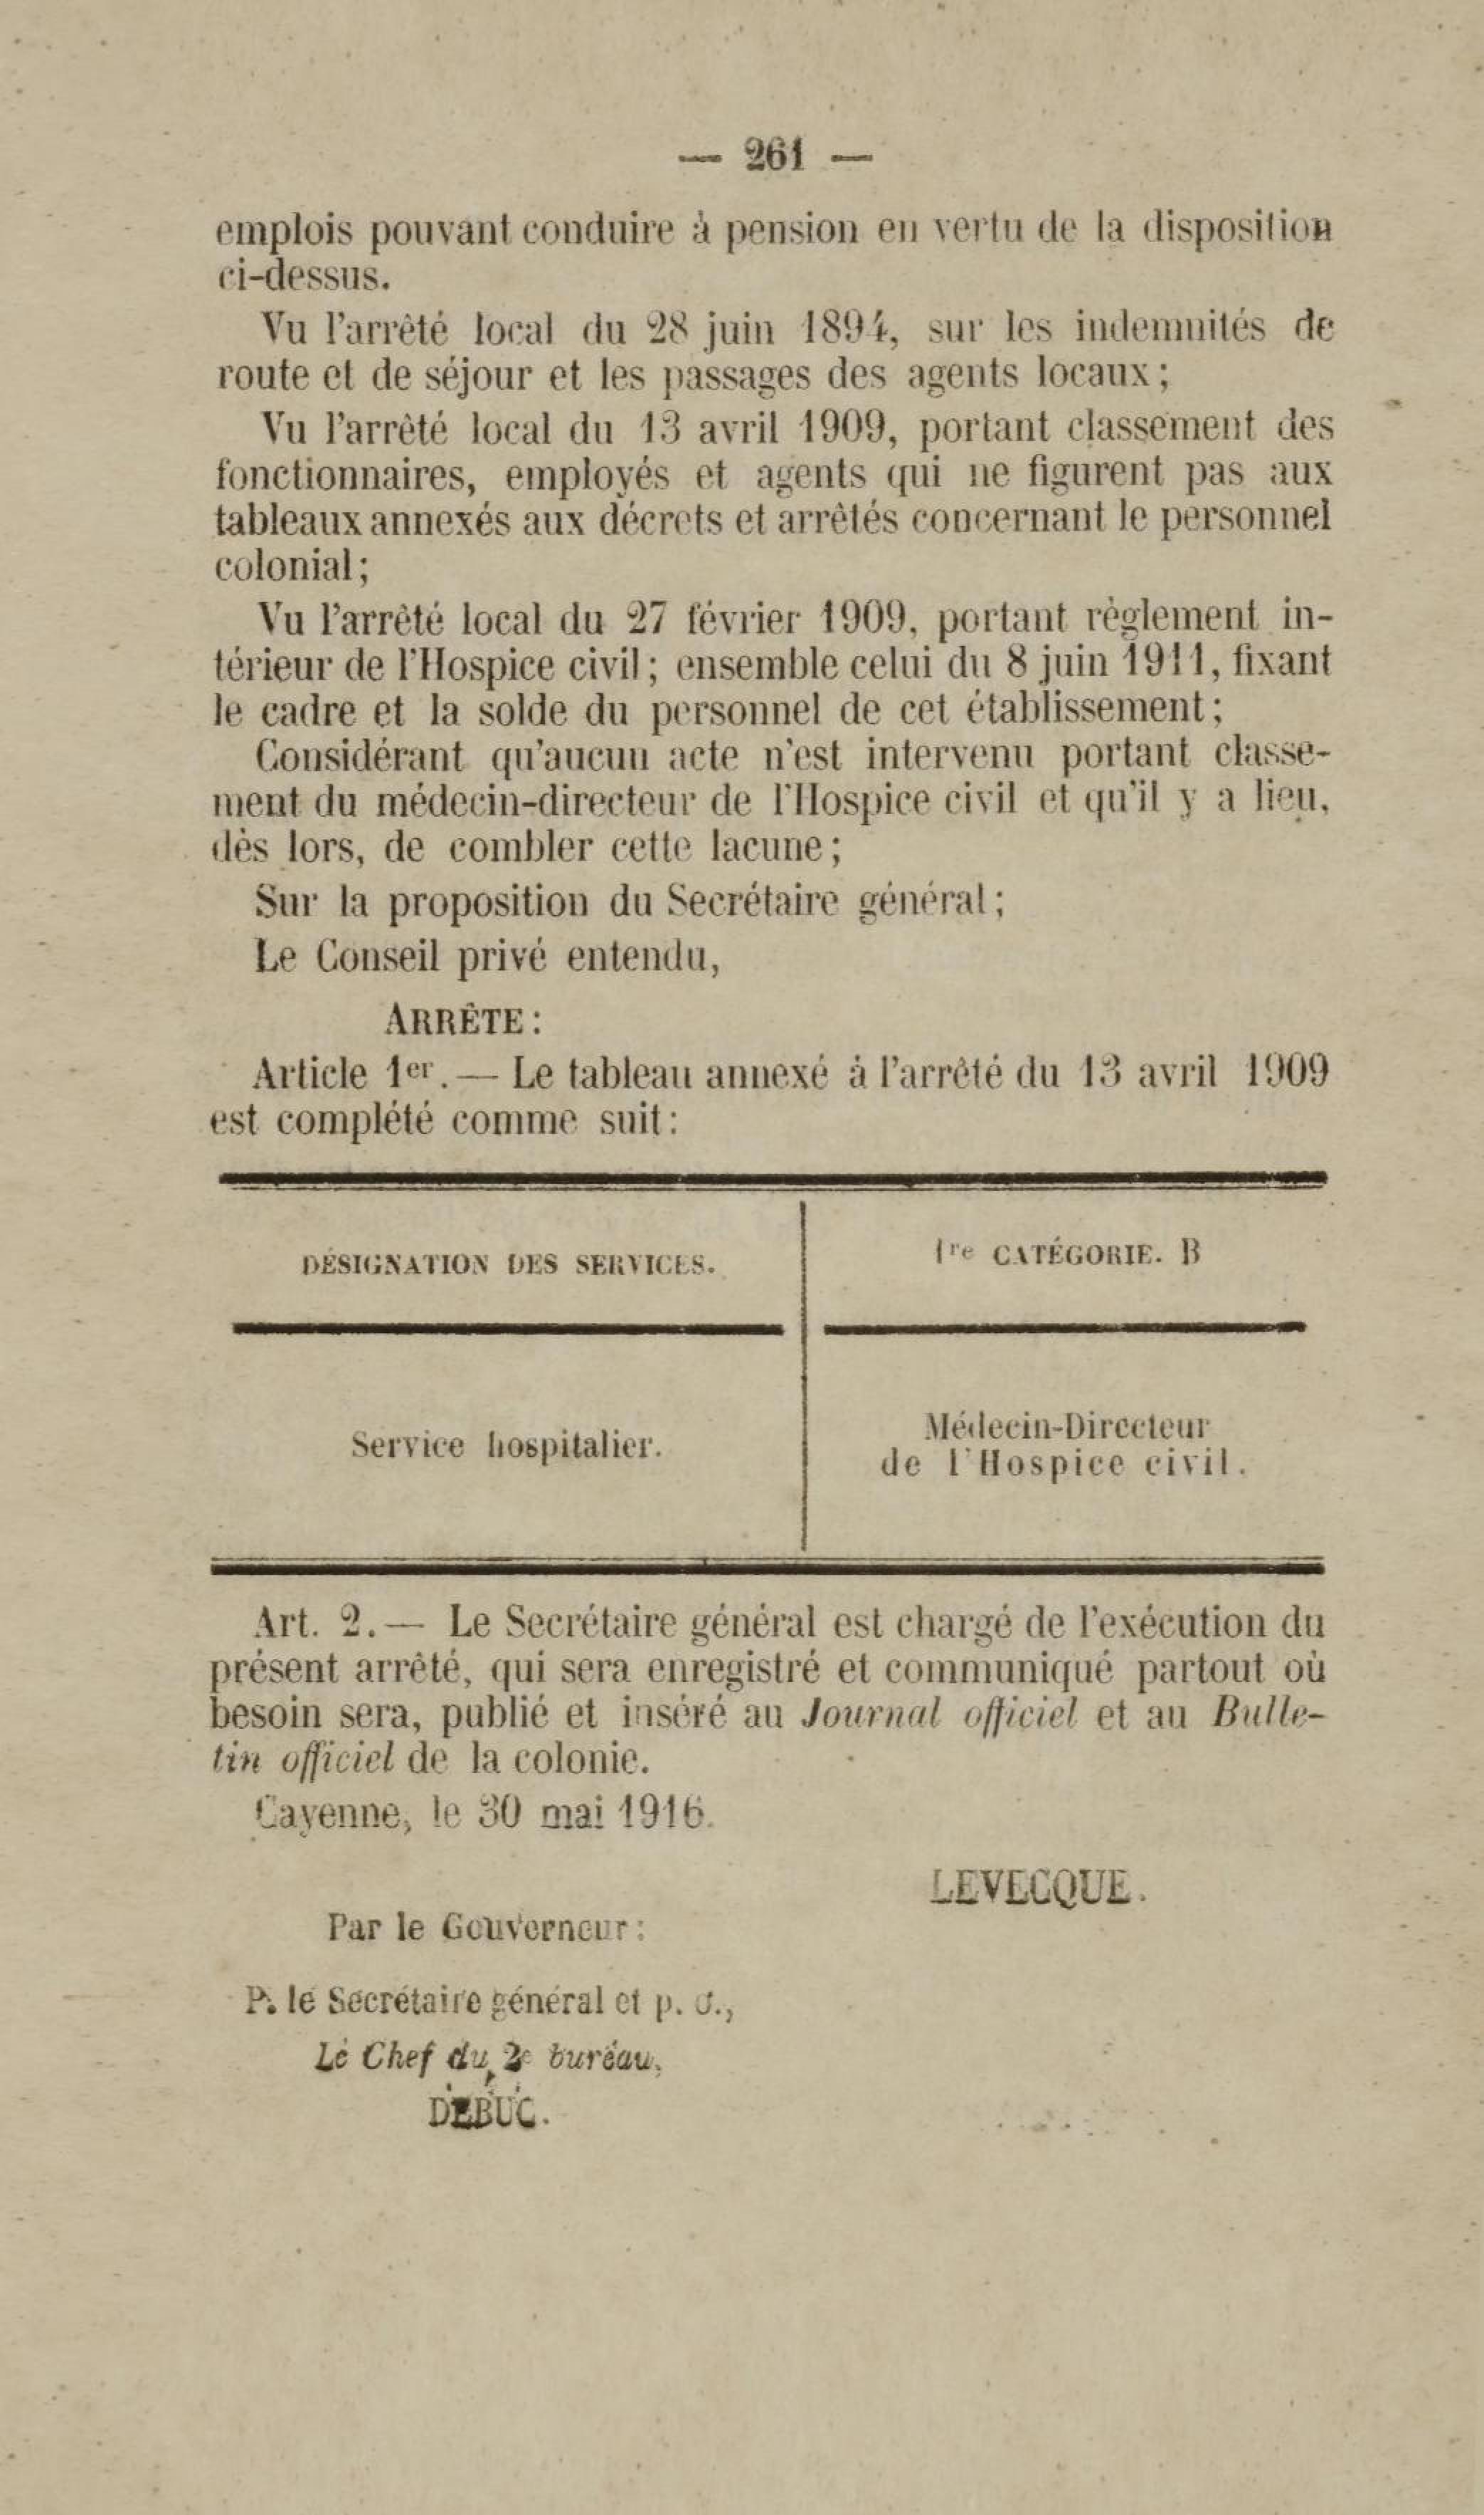 — 261 —
emplois pouvant conduire à pension en vertu de la disposition
ci-dessus.
Vu l'arrêté local du 28 juin 1894, sur les indemnités de
route et de séjour et les passages des agents locaux;
Vu l'arrêté local du 13 avril 1909, portant classement des
fonctionnaires, employés et agents qui ne figurent pas aux
tableaux annexés aux décrets et arrêtés concernant le personnel
colonial;
Vu l'arrêté local du 27 février 1909, portant règlement in-
térieur de l'Hospice civil; ensemble celui du 8 juin 1911, fixant
le cadre et la solde du personnel de cet établissement;
Considérant qu'aucun acte n'est intervenu portant classe-
ment du médecin-directeur de l'Hospice civil et qu'il y a lieu,
dès lors, de combler cette lacune;
Sur la proposition du Secrétaire général;
Le Conseil privé entendu,
ARRÊTE:
Article 1er.— Le tableau annexé à l'arrêté du 13 avril 1909
est complété comme suit:
DÉSIGNATION DES SERVICES.
1re CATÉGORIE. B
Service hospitalier.
Médecin-Directeur
de l'Hospice civil.
Art. 2.— Le Secrétaire général est chargé de l'exécution du
présent arrêté, qui sera enregistré et communiqué partout où
besoin sera, publié et inséré au Journal officiel et au Bulle-
tin officiel de la colonie.
Cayenne, le 30 mai 1916.
LEVECQUE.
Par le Gouverneur:
P. le Secrétaire général et p. o.,
Le Chef du 2e bureau,
DEBUC.